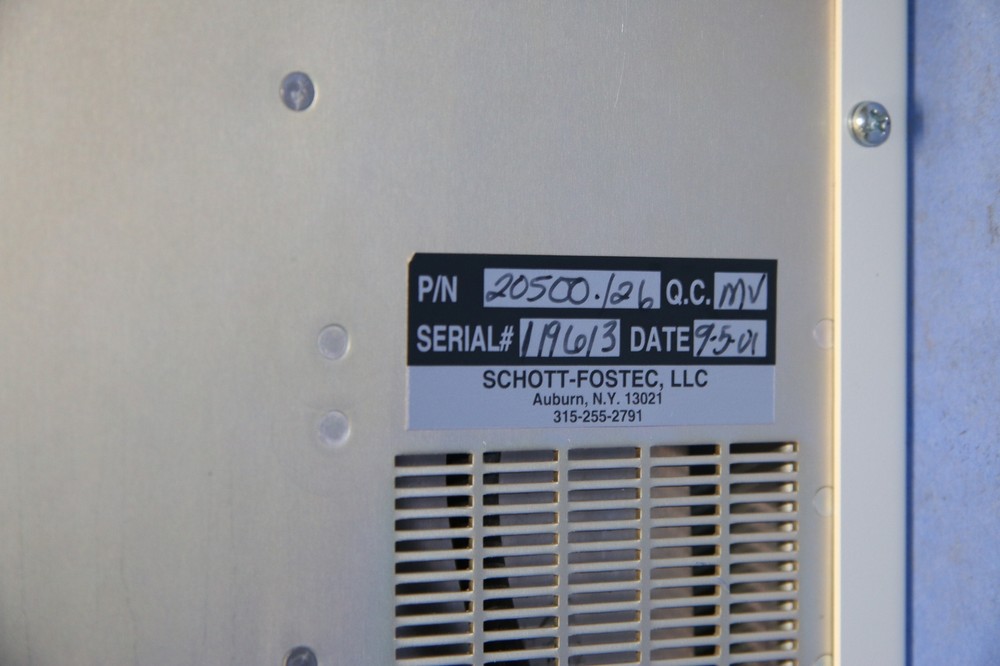 P/N 20500.126 Q.C. MV
SERIAL# 119613 DATE 9-5-01
SCHOTT-FOSTEC, LLC
Auburn, N.Y. 13021
315-255-2791